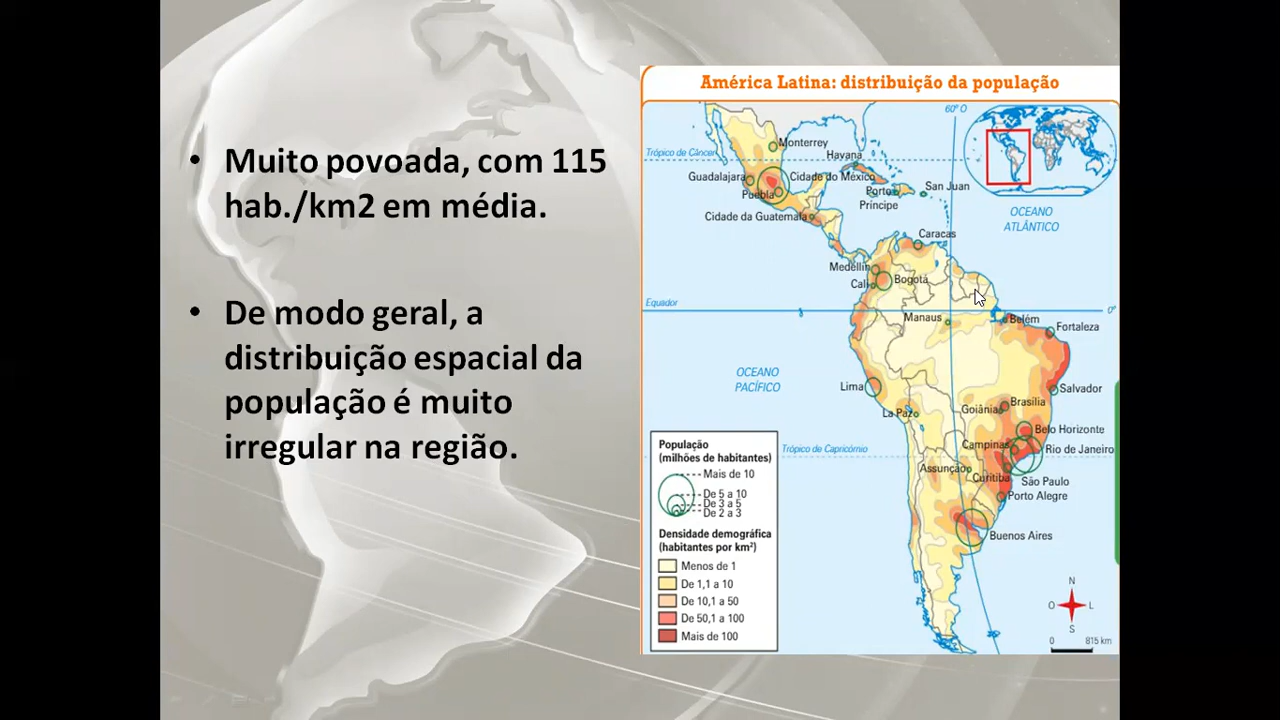 • Muito povoada, com 115
hab./km2 em média.
• De modo geral, a
distribuição espacial da
população é muito
irregular na região.
América Latina: distribuição da população
60° O
Monterrey
Trópico de Câncer
Havana
Guadalajara
Cidade do México
Puebla
Porto
Príncipe
San Juan
Cidade da Guatemala
OCEANO
ATLÂNTICO
Caracas
Medellín
Cali
Bogotá
Equador
0°
Manaus
Belém
Fortaleza
OCEANO
PACÍFICO
Lima
Salvador
La Paz
Goiânia
Brasília
Belo Horizonte
Trópico de Capricórnio
Campinas
Rio de Janeiro
Assunção
Curitiba
São Paulo
Porto Alegre
Buenos Aires
População
(milhões de habitantes)
Mais de 10
De 5 a 10
De 3 a 5
De 2 a 3
Densidade demográfica
(habitantes por km²)
Menos de 1
De 1,1 a 10
De 10,1 a 50
De 50,1 a 100
Mais de 100
N
O L
S
0 815 km